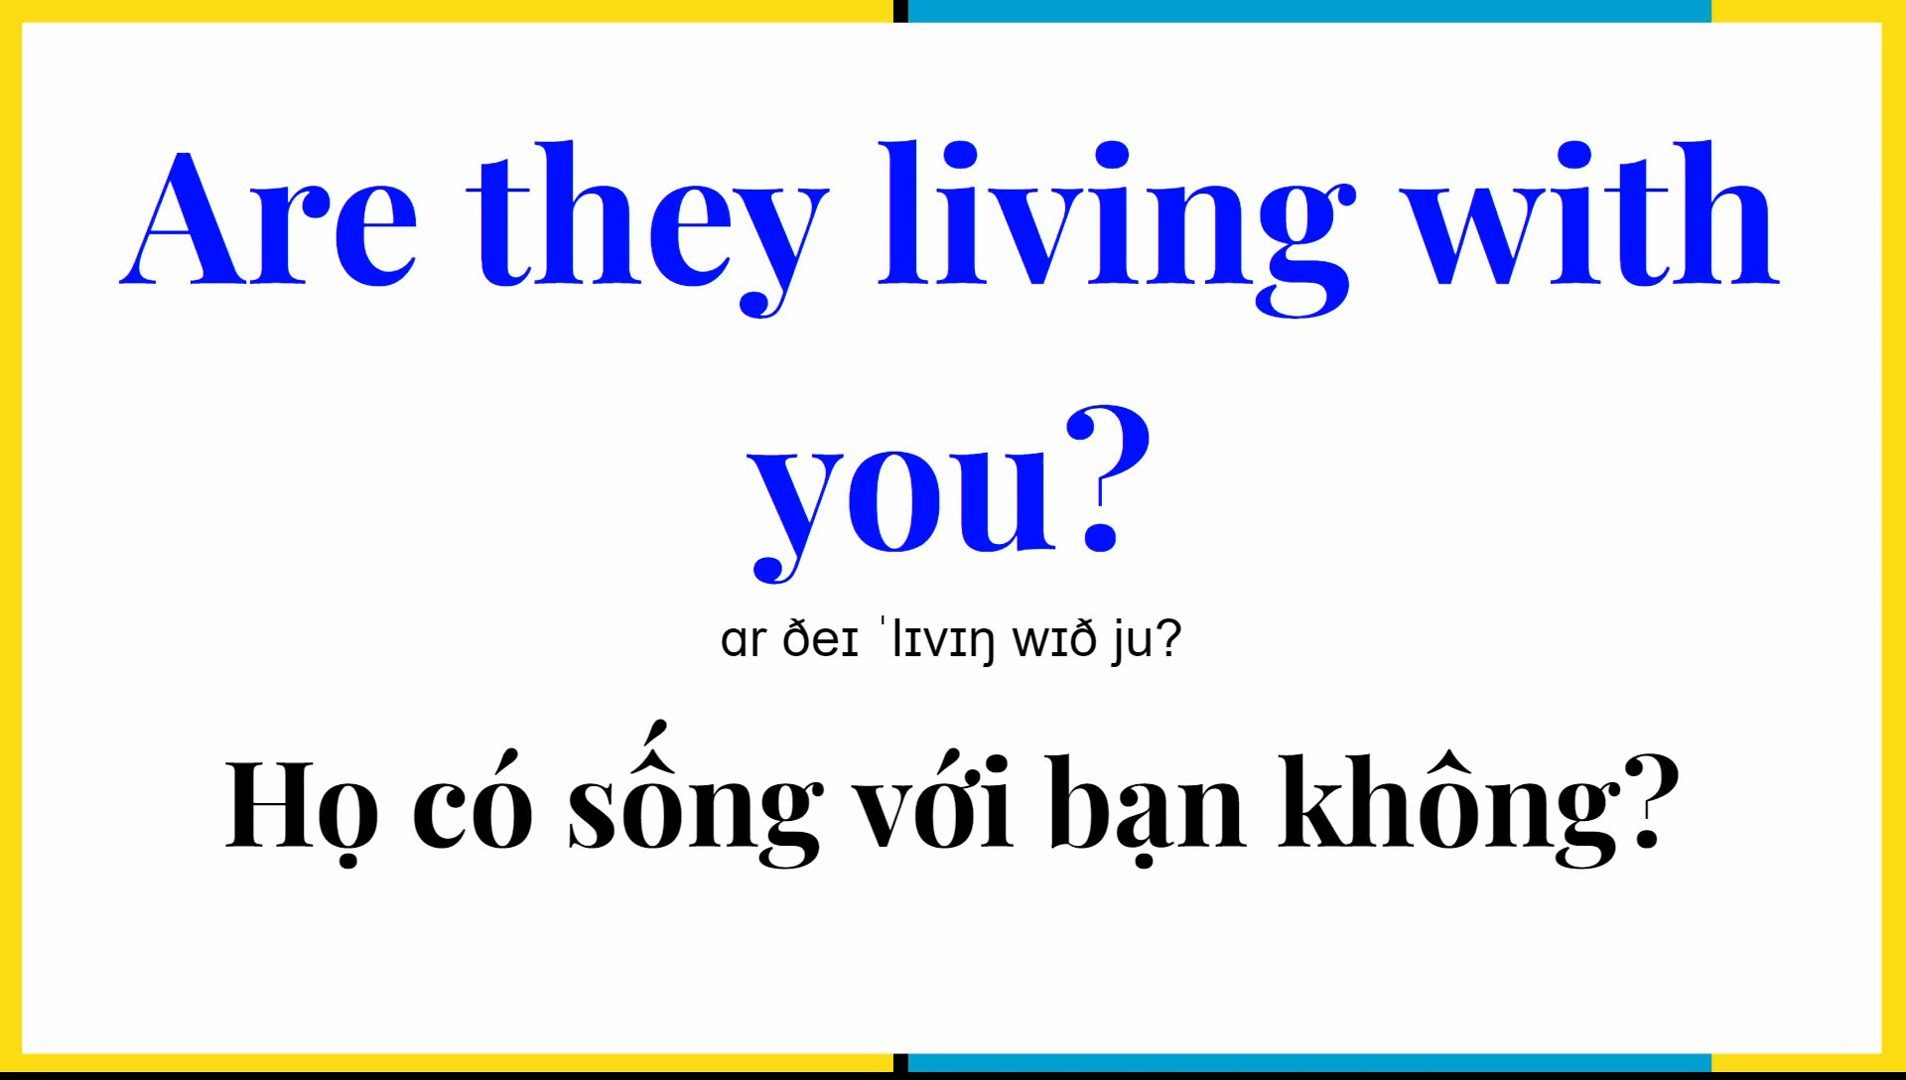 Are they living with
you?
ɑr ðeɪ ˈlɪvɪŋ wɪð ju?
Họ có sống với bạn không?